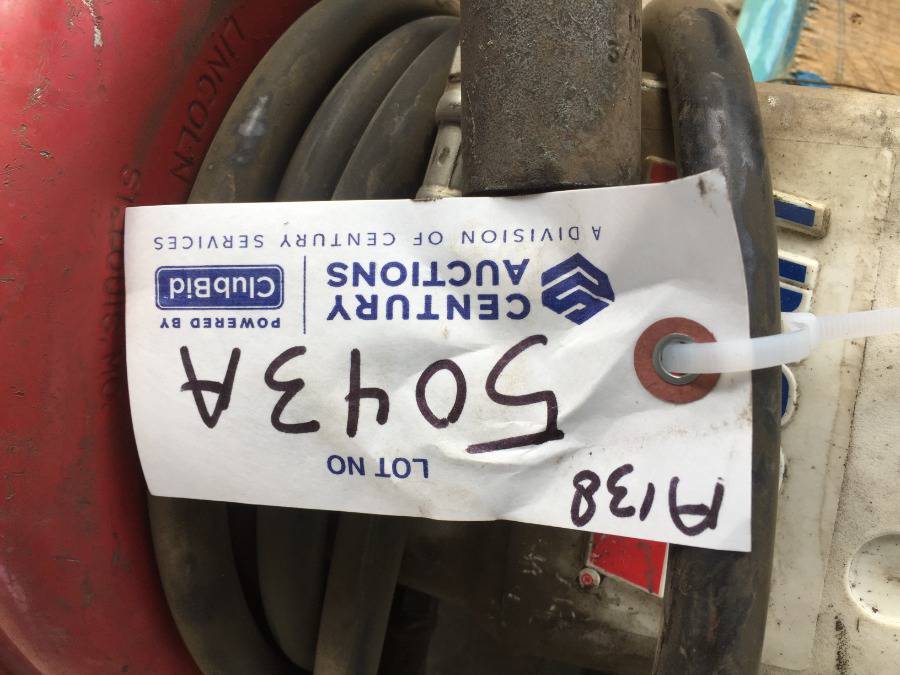 A138
LOT NO
5043A
CENTURY
AUCTIONS
POWERED BY
ClubBid
A DIVISION OF CENTURY SERVICES
LINCOLN